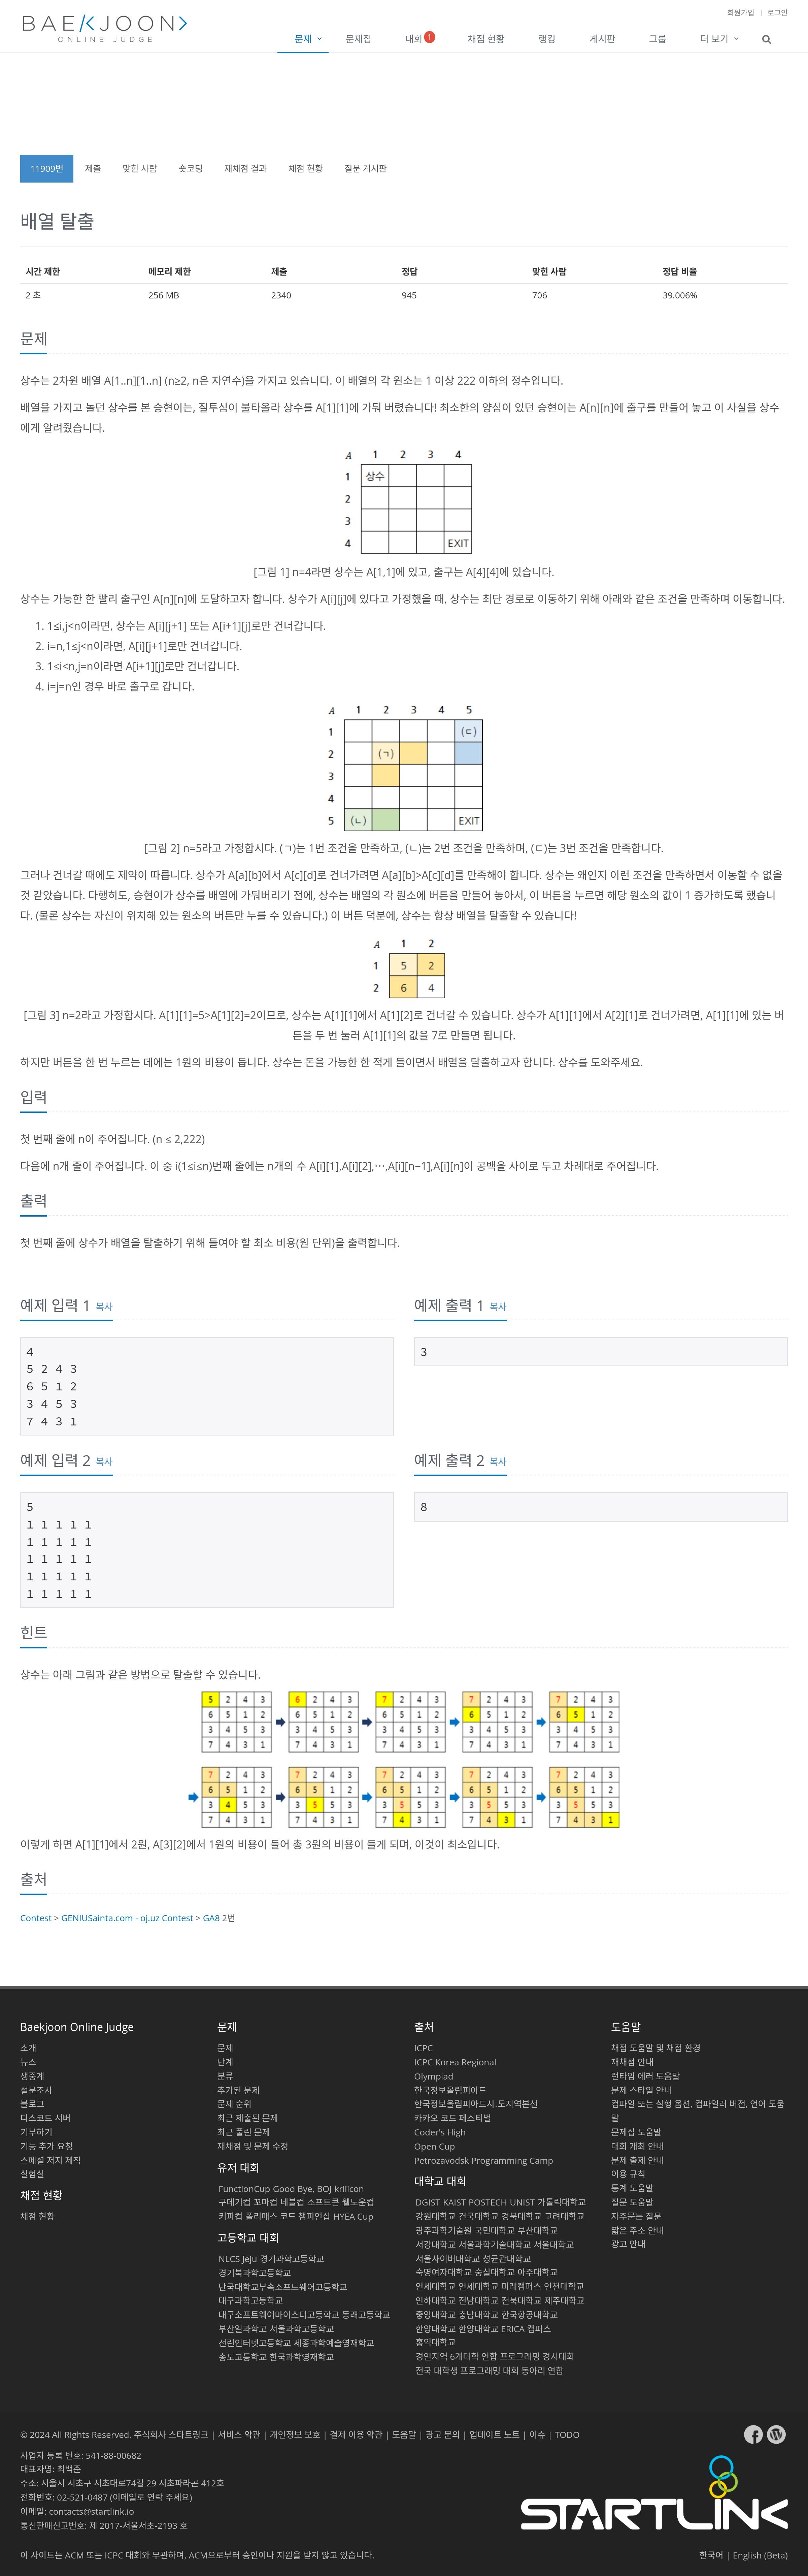 회원가입 | 로그인
BAEKJOON>
ONLINE JUDGE
문제 문제집 대회 1 채점 현황 랭킹 게시판 그룹 더 보기
11909번 제출 맞힌 사람 숏코딩 재채점 결과 채점 현황 질문 게시판
배열 탈출
시간 제한 메모리 제한 제출 정답 맞힌 사람 정답 비율
2 초 256 MB 2340 945 706 39.006%
문제
상수는 2차원 배열 A[1..n][1..n] (n≥2, n은 자연수)을 가지고 있습니다. 이 배열의 각 원소는 1 이상 222 이하의 정수입니다.
배열을 가지고 놀던 상수를 본 승현이는, 질투심이 불타올라 상수를 A[1][1]에 가둬 버렸습니다! 최소한의 양심이 있던 승현이는 A[n][n]에 출구를 만들어 놓고 이 사실을 상수
에게 알려줬습니다.
A 1 2 3 4
1 상수
2
3
4 EXIT
[그림 1] n=4라면 상수는 A[1,1]에 있고, 출구는 A[4][4]에 있습니다.
상수는 가능한 한 빨리 출구인 A[n][n]에 도달하고자 합니다. 상수가 A[i][j]에 있다고 가정했을 때, 상수는 최단 경로로 이동하기 위해 아래와 같은 조건을 만족하며 이동합니다.
1. 1≤i,j<n이라면, 상수는 A[i][j+1] 또는 A[i+1][j]로만 건너갑니다.
2. i=n,1≤j<n이라면, A[i][j+1]로만 건너갑니다.
3. 1≤i<n,j=n이라면 A[i+1][j]로만 건너갑니다.
4. i=j=n인 경우 바로 출구로 갑니다.
A 1 2 3 4 5
1 (ㄷ)
2 (ㄱ)
3
4
5 (ㄴ) EXIT
[그림 2] n=5라고 가정합시다. (ㄱ)는 1번 조건을 만족하고, (ㄴ)는 2번 조건을 만족하며, (ㄷ)는 3번 조건을 만족합니다.
그러나 건너갈 때에도 제약이 따릅니다. 상수가 A[a][b]에서 A[c][d]로 건너가려면 A[a][b]>A[c][d]를 만족해야 합니다. 상수는 왜인지 이런 조건을 만족하면서 이동할 수 없을
것 같았습니다. 다행히도, 승현이가 상수를 배열에 가둬버리기 전에, 상수는 배열의 각 원소에 버튼을 만들어 놓아서, 이 버튼을 누르면 해당 원소의 값이 1 증가하도록 했습니
다. (물론 상수는 자신이 위치해 있는 원소의 버튼만 누를 수 있습니다.) 이 버튼 덕분에, 상수는 항상 배열을 탈출할 수 있습니다!
A 1 2
1 5 2
2 6 4
[그림 3] n=2라고 가정합시다. A[1][1]=5>A[1][2]=2이므로, 상수는 A[1][1]에서 A[1][2]로 건너갈 수 있습니다. 상수가 A[1][1]에서 A[2][1]로 건너가려면, A[1][1]에 있는 버
튼을 두 번 눌러 A[1][1]의 값을 7로 만들면 됩니다.
하지만 버튼을 한 번 누르는 데에는 1원의 비용이 듭니다. 상수는 돈을 가능한 한 적게 들이면서 배열을 탈출하고자 합니다. 상수를 도와주세요.
입력
첫 번째 줄에 n이 주어집니다. (n ≤ 2,222)
다음에 n개 줄이 주어집니다. 이 중 i(1≤i≤n)번째 줄에는 n개의 수 A[i][1],A[i][2],⋯,A[i][n−1],A[i][n]이 공백을 사이로 두고 차례대로 주어집니다.
출력
첫 번째 줄에 상수가 배열을 탈출하기 위해 들여야 할 최소 비용(원 단위)을 출력합니다.
예제 입력 1 복사
4
5 2 4 3
6 5 1 2
3 4 5 3
7 4 3 1
예제 출력 1 복사
3
예제 입력 2 복사
5
1 1 1 1 1
1 1 1 1 1
1 1 1 1 1
1 1 1 1 1
1 1 1 1 1
예제 출력 2 복사
8
힌트
상수는 아래 그림과 같은 방법으로 탈출할 수 있습니다.
5 2 4 3 6 2 4 3 7 2 4 3 7 2 4 3 7 2 4 3
6 5 1 2 6 5 1 2 6 5 1 2 6 5 1 2 6 5 1 2
3 4 5 3 3 4 5 3 3 4 5 3 3 4 5 3 3 4 5 3
7 4 3 1 7 4 3 1 7 4 3 1 7 4 3 1 7 4 3 1
7 2 4 3 7 2 4 3 7 2 4 3 7 2 4 3 7 2 4 3
6 5 1 2 6 5 1 2 6 5 1 2 6 5 1 2 6 5 1 2
3 4 5 3 3 5 5 3 3 5 5 3 3 5 5 3 3 5 5 3
7 4 3 1 7 4 3 1 7 4 3 1 7 4 3 1 7 4 3 1
이렇게 하면 A[1][1]에서 2원, A[3][2]에서 1원의 비용이 들어 총 3원의 비용이 들게 되며, 이것이 최소입니다.
출처
Contest > GENIUSainta.com - oj.uz Contest > GA8 2번
Baekjoon Online Judge
소개
뉴스
생중계
설문조사
블로그
디스코드 서버
기부하기
기능 추가 요청
스페셜 저지 제작
실험실
채점 현황
채점 현황
문제
문제
단계
분류
추가된 문제
문제 순위
최근 제출된 문제
최근 풀린 문제
재채점 및 문제 수정
유저 대회
FunctionCup Good Bye, BOJ kriiicon
구데기컵 꼬마컵 네블컵 소프트콘 웰노운컵
키파컵 폴리매스 코드 챔피언십 HYEA Cup
고등학교 대회
NLCS Jeju 경기과학고등학교
경기북과학고등학교
단국대학교부속소프트웨어고등학교
대구과학고등학교
대구소프트웨어마이스터고등학교 동래고등학교
부산일과학고 서울과학고등학교
선린인터넷고등학교 세종과학예술영재학교
송도고등학교 한국과학영재학교
출처
ICPC
ICPC Korea Regional
Olympiad
한국정보올림피아드
한국정보올림피아드시.도지역본선
카카오 코드 페스티벌
Coder's High
Open Cup
Petrozavodsk Programming Camp
대학교 대회
DGIST KAIST POSTECH UNIST 가톨릭대학교
강원대학교 건국대학교 경북대학교 고려대학교
광주과학기술원 국민대학교 부산대학교
서강대학교 서울과학기술대학교 서울대학교
서울사이버대학교 성균관대학교
숙명여자대학교 숭실대학교 아주대학교
연세대학교 연세대학교 미래캠퍼스 인천대학교
인하대학교 전남대학교 전북대학교 제주대학교
중앙대학교 충남대학교 한국항공대학교
한양대학교 한양대학교 ERICA 캠퍼스
홍익대학교
경인지역 6개대학 연합 프로그래밍 경시대회
전국 대학생 프로그래밍 대회 동아리 연합
도움말
채점 도움말 및 채점 환경
재채점 안내
런타임 에러 도움말
문제 스타일 안내
컴파일 또는 실행 옵션, 컴파일러 버전, 언어 도움
말
문제집 도움말
대회 개최 안내
문제 출제 안내
이용 규칙
통계 도움말
질문 도움말
자주묻는 질문
짧은 주소 안내
광고 안내
© 2024 All Rights Reserved. 주식회사 스타트링크 | 서비스 약관 | 개인정보 보호 | 결제 이용 약관 | 도움말 | 광고 문의 | 업데이트 노트 | 이슈 | TODO
사업자 등록 번호: 541-88-00682
대표자명: 최백준
주소: 서울시 서초구 서초대로74길 29 서초파라곤 412호
전화번호: 02-521-0487 (이메일로 연락 주세요)
이메일: contacts@startlink.io
통신판매신고번호: 제 2017-서울서초-2193 호
STARTLINK
이 사이트는 ACM 또는 ICPC 대회와 무관하며, ACM으로부터 승인이나 지원을 받지 않고 있습니다.
한국어 | English (Beta)